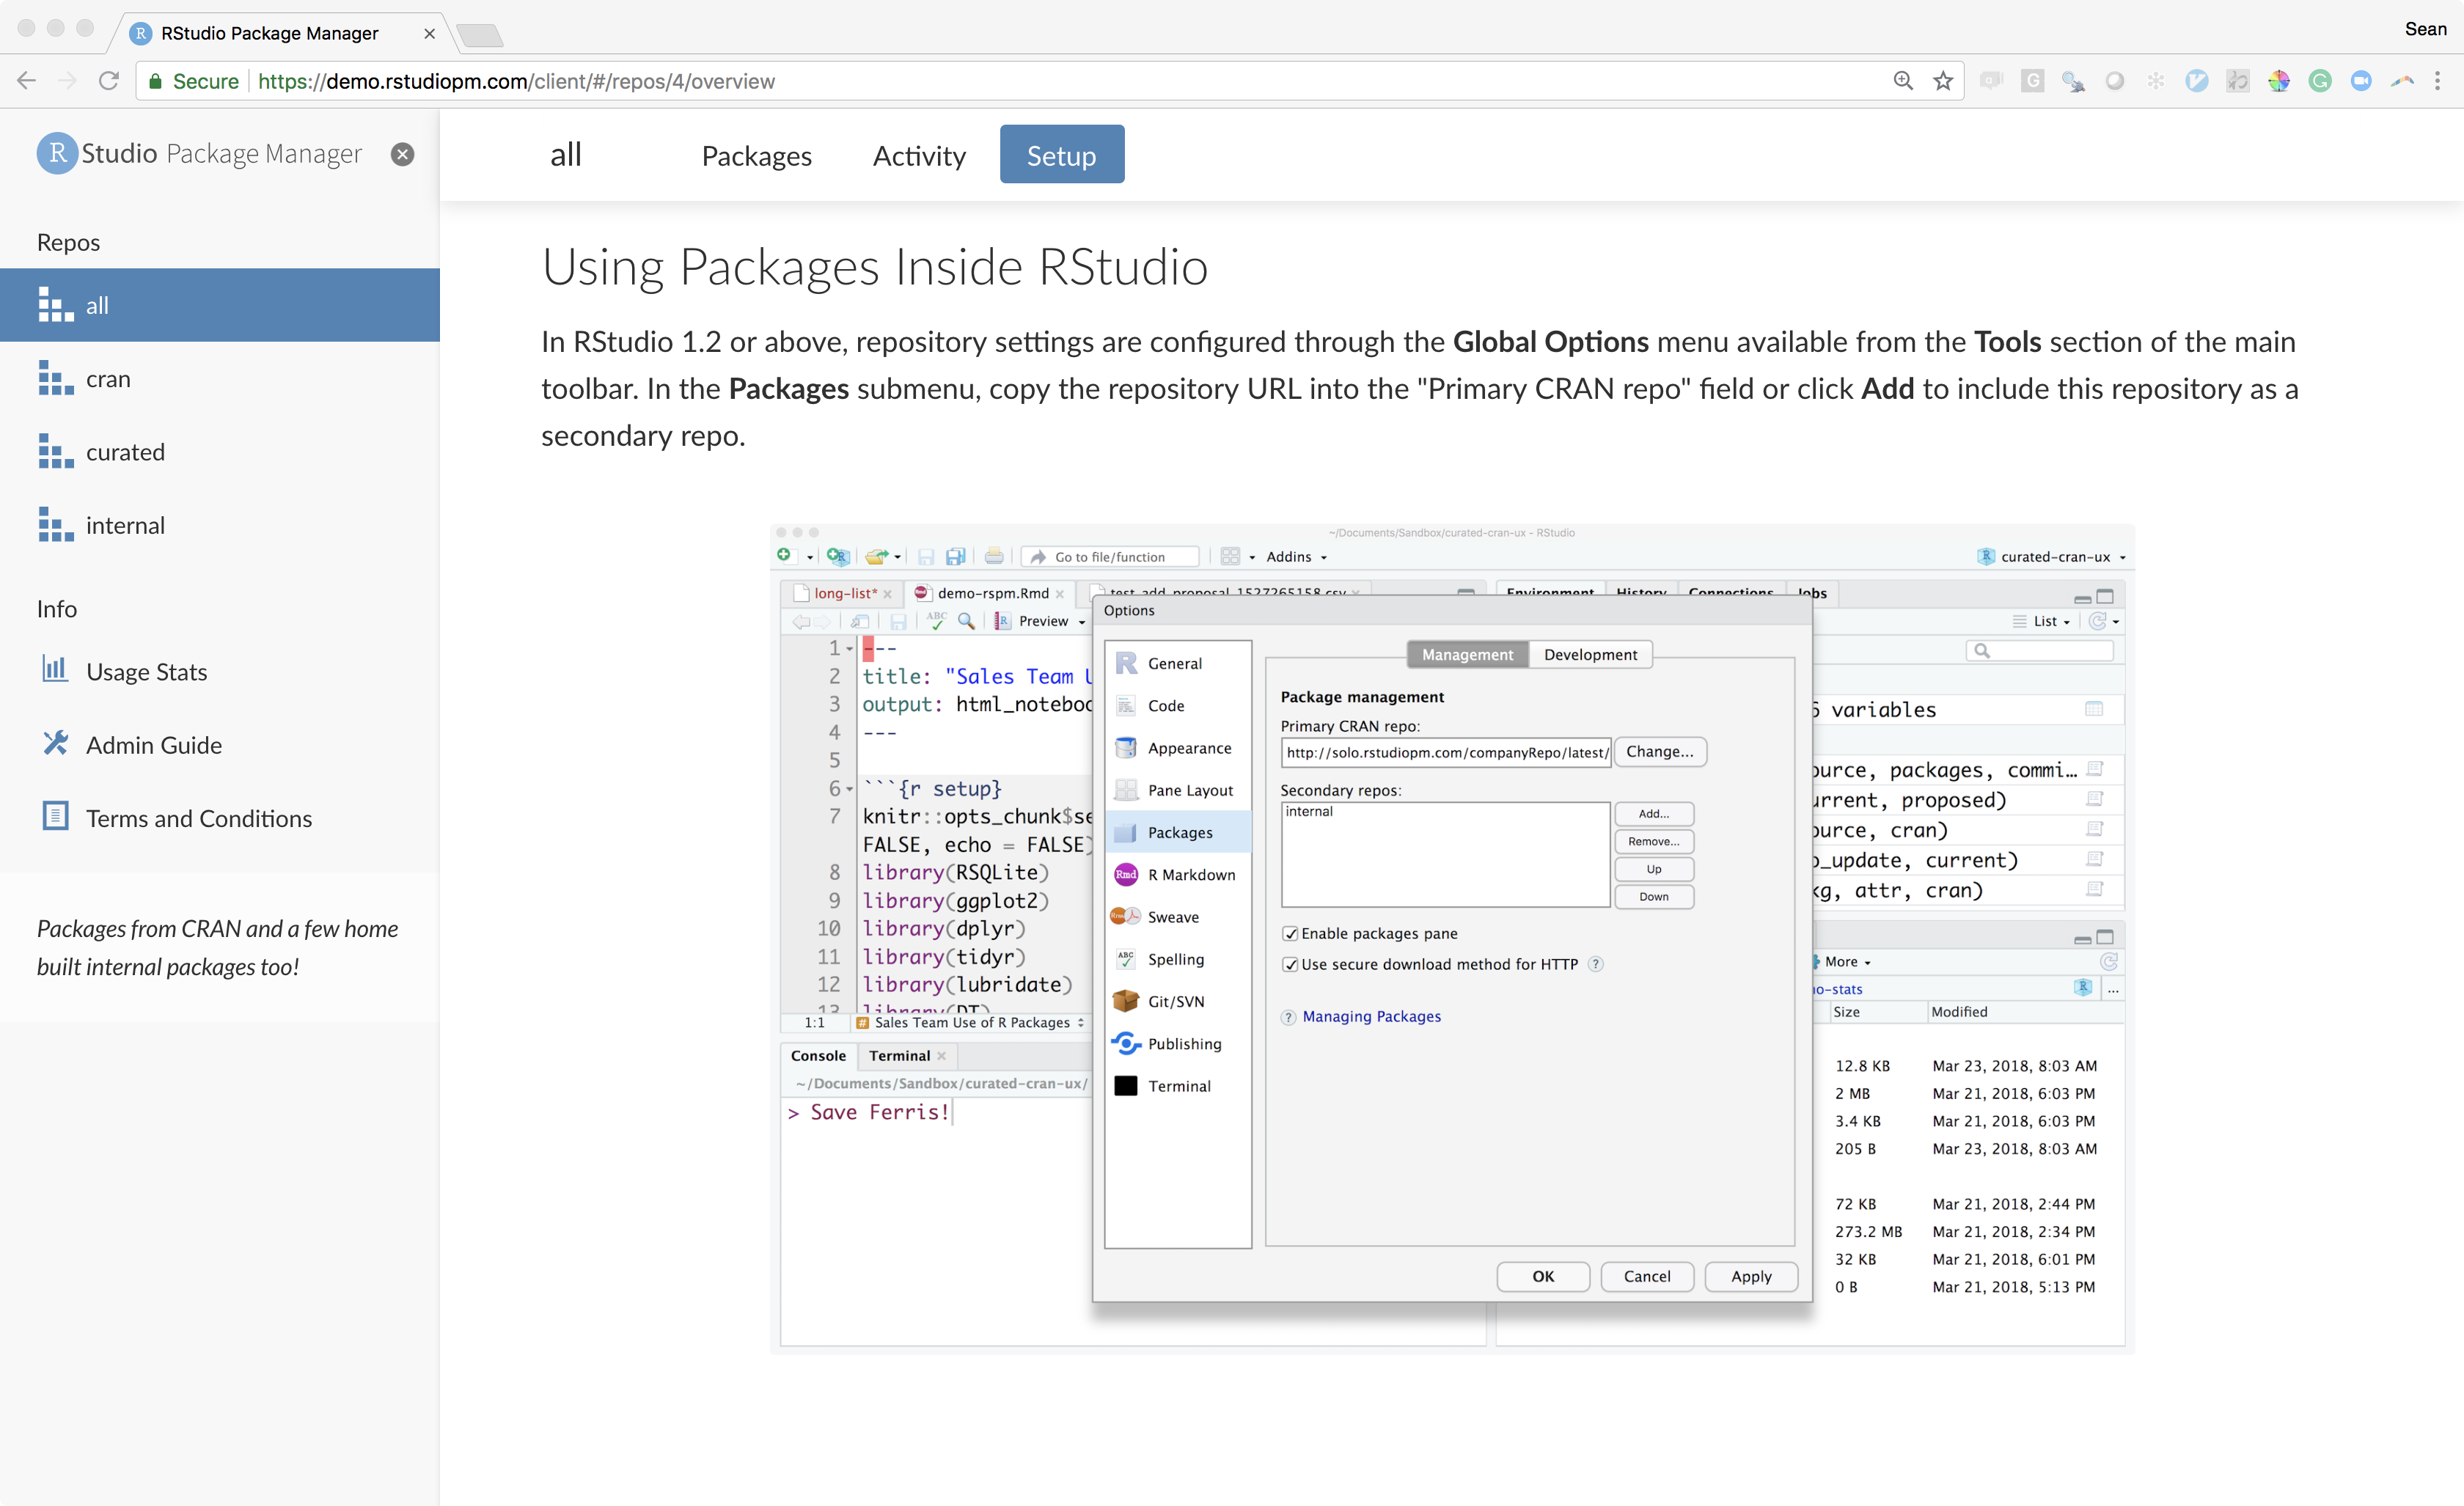 RStudio Package Manager
Sean
Secure https://demo.rstudiopm.com/client/#/repos/4/overview
R Studio Package Manager
Repos
all
cran
curated
internal
Info
Usage Stats
Admin Guide
Terms and Conditions
Packages from CRAN and a few home
built internal packages too!
all Packages Activity Setup
Using Packages Inside RStudio
In RStudio 1.2 or above, repository settings are configured through the Global Options menu available from the Tools section of the main
toolbar. In the Packages submenu, copy the repository URL into the "Primary CRAN repo" field or click Add to include this repository as a
secondary repo.
~/Documents/Sandbox/curated-cran-ux - RStudio
Go to file/function Addins curated-cran-ux
long-list* demo-rspm.Rmd test_add_proposal_1527265158.csv
Preview
1 ---
2 title: "Sales Team
3 output: html_noteboo
4 ---
5
6 ```{r setup}
7 knitr::opts_chunk$se
FALSE, echo = FALSE)
8 library(RSQLite)
9 library(ggplot2)
10 library(dplyr)
11 library(tidyr)
12 library(lubridate)
13 library(DT)
1:1 # Sales Team Use of R Packages
Console Terminal
~/Documents/Sandbox/curated-cran-ux/
> Save Ferris!
Options
General
Code
Appearance
Pane Layout
Packages
R Markdown
Sweave
Spelling
Git/SVN
Publishing
Terminal
Management Development
Package management
Primary CRAN repo:
http://solo.rstudiopm.com/companyRepo/latest/ Change...
Secondary repos:
internal
Add...
Remove...
Up
Down
Enable packages pane
Use secure download method for HTTP ?
? Managing Packages
OK Cancel Apply
Environment History Connections Jobs
List
variables
ource, packages, commi...
urrent, proposed)
ource, cran)
o_update, current)
kg, attr, cran)
More
o-stats ...
Size Modified
12.8 KB Mar 23, 2018, 8:03 AM
2 MB Mar 21, 2018, 6:03 PM
3.4 KB Mar 21, 2018, 6:03 PM
205 B Mar 23, 2018, 8:03 AM
72 KB Mar 21, 2018, 2:44 PM
273.2 MB Mar 21, 2018, 2:34 PM
32 KB Mar 21, 2018, 6:01 PM
0 B Mar 21, 2018, 5:13 PM